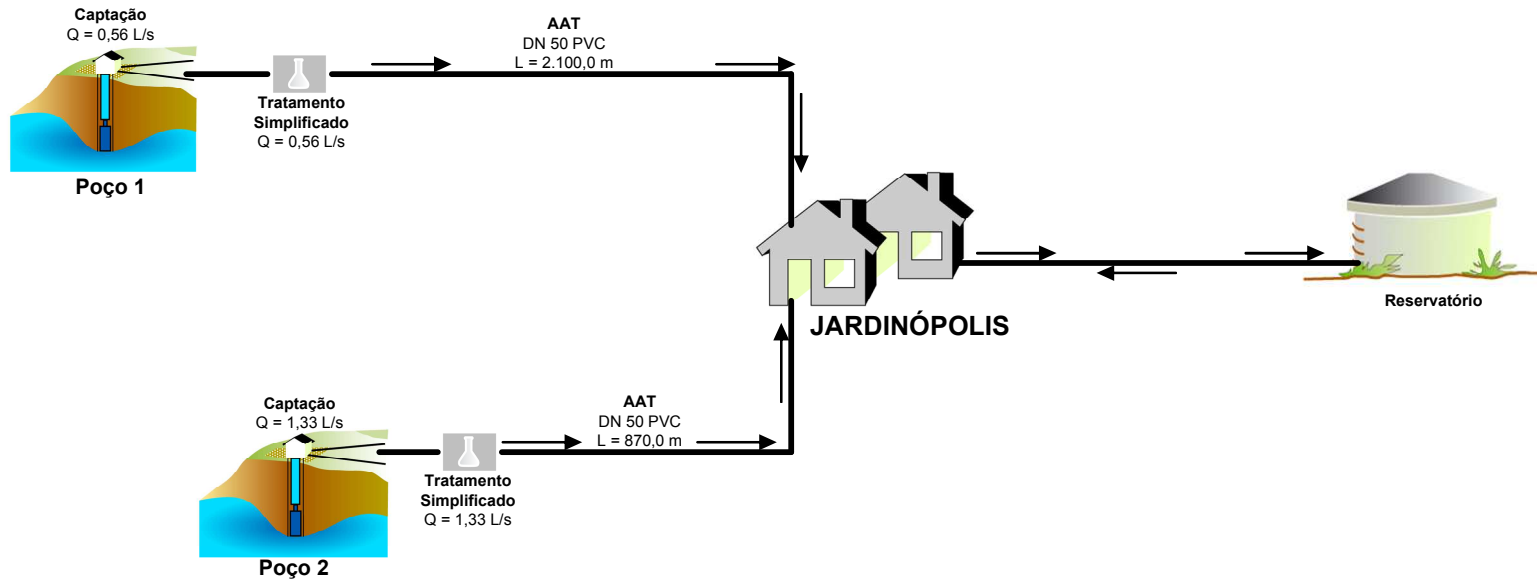 Captação
Q = 0,56 L/s
Poço 1
Tratamento
Simplificado
Q = 0,56 L/s
AAT
DN 50 PVC
L = 2.100,0 m
JARDINÓPOLIS
Reservatório
Captação
Q = 1,33 L/s
Poço 2
Tratamento
Simplificado
Q = 1,33 L/s
AAT
DN 50 PVC
L = 870,0 m